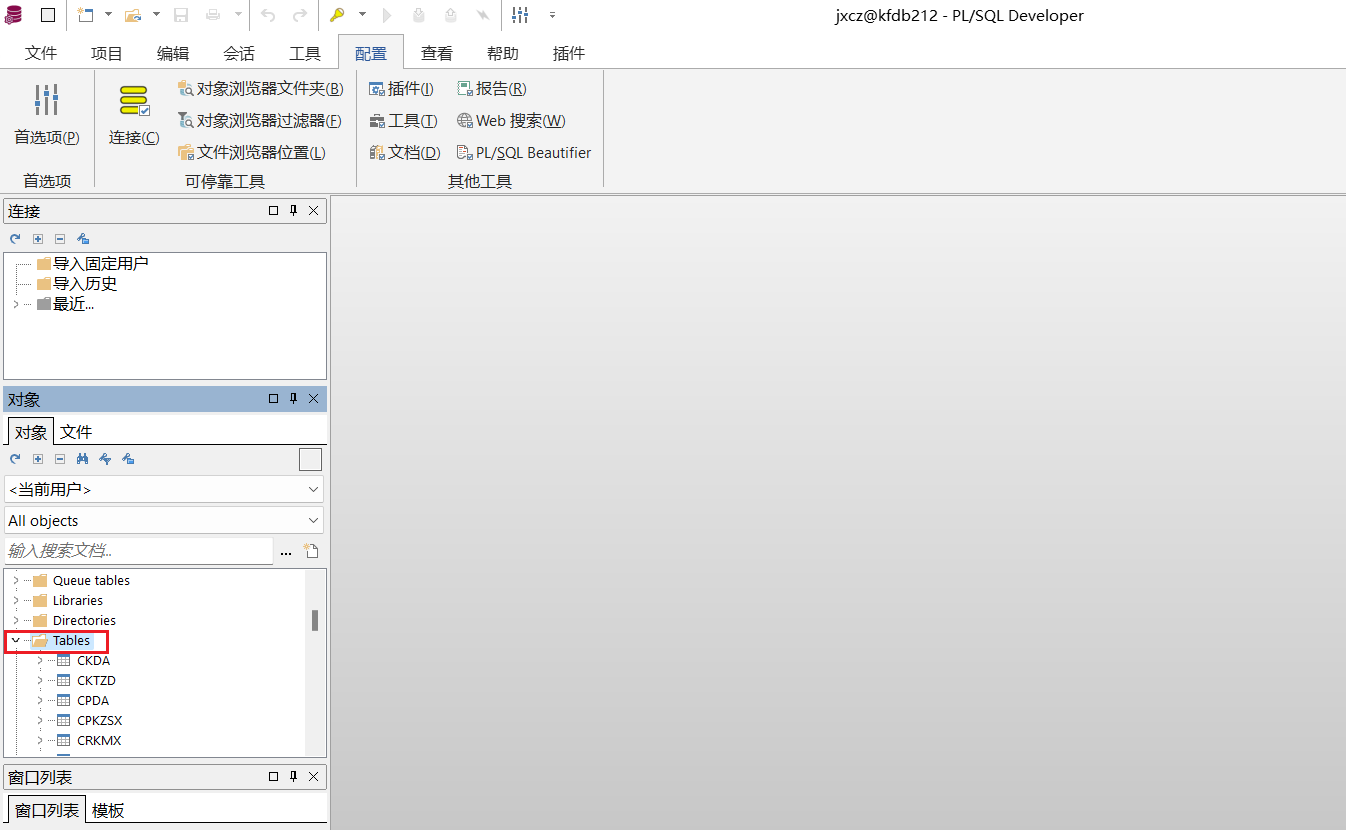 jxcz@kfdb212 - PL/SQL Developer
文件 项目 编辑 会话 工具 配置 查看 帮助 插件
首选项(P)
连接(C)
对象浏览器文件夹(B)
对象浏览器过滤器(F)
文件浏览器位置(L)
插件(I)
工具(T)
文档(D)
报告(R)
Web 搜索(W)
PL/SQL Beautifier
首选项 可停靠工具 其他工具
连接
导入固定用户
导入历史
最近...
对象
对象 文件
<当前用户>
All objects
输入搜索文档... ...
Queue tables
Libraries
Directories
Tables
CKDA
CKTZD
CPDA
CPKZSX
CRKMX
窗口列表
窗口列表 模板